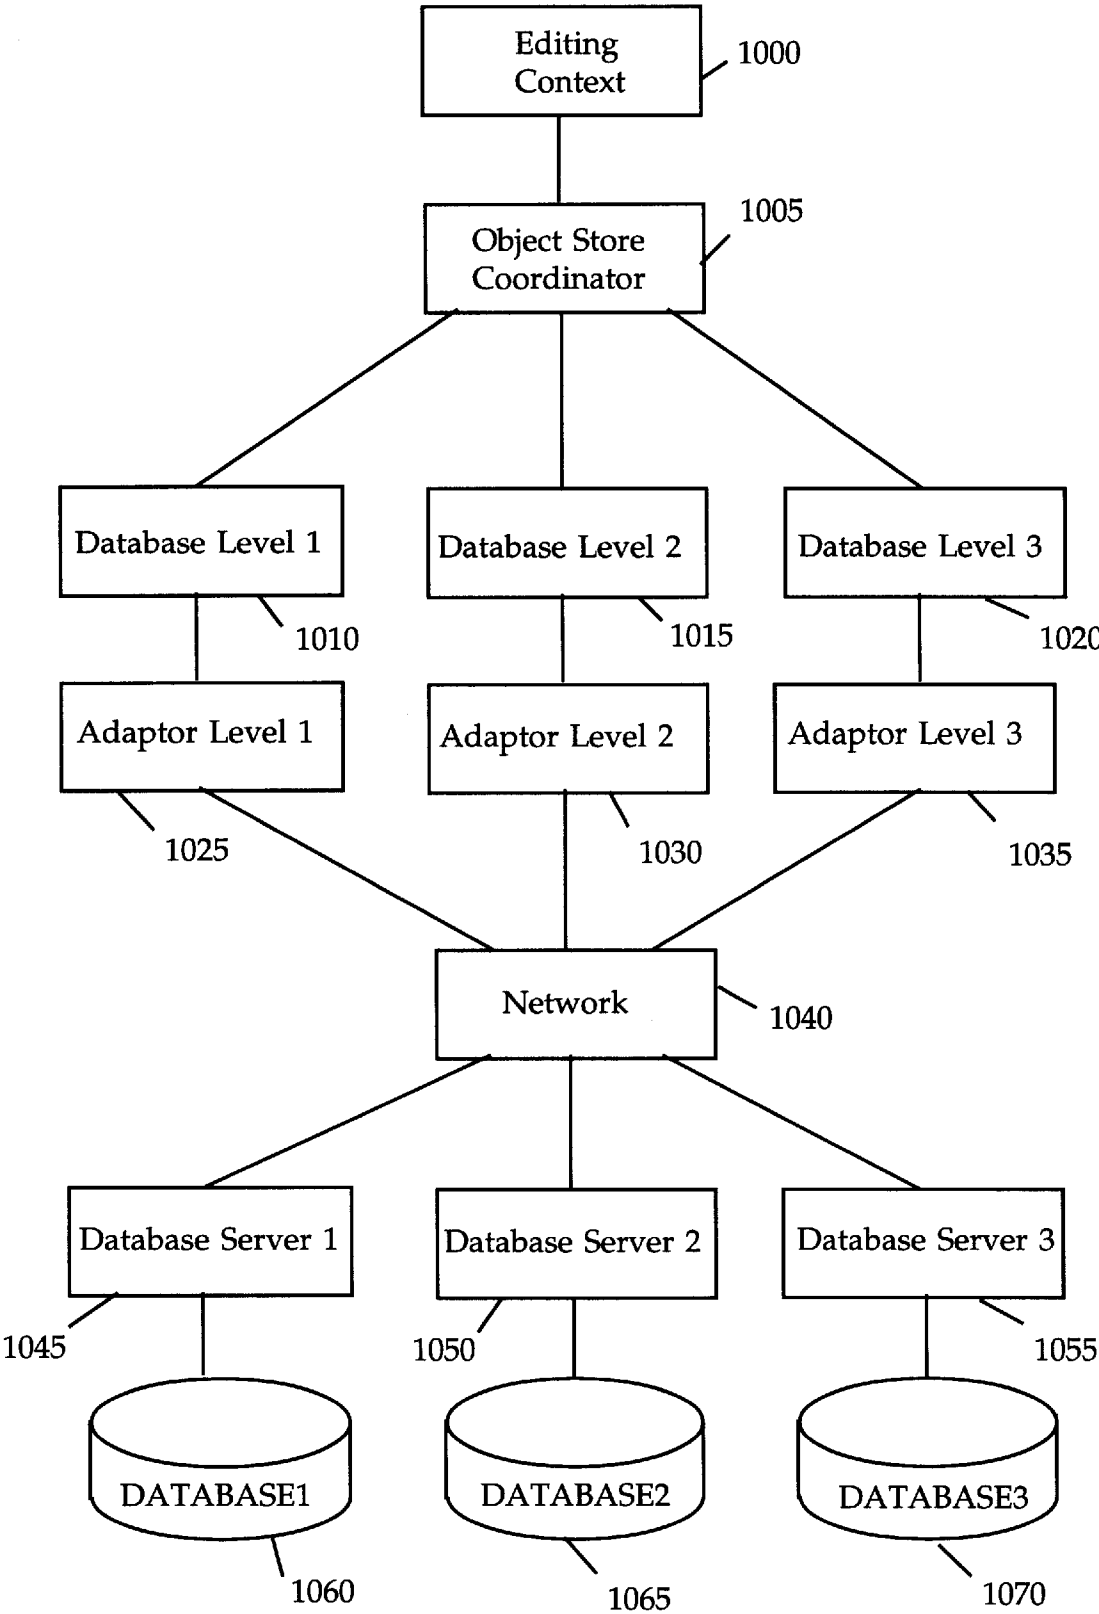 Editing
Context
1000
1005
Object Store
Coordinator
Database Level 1
Database Level 2
Database Level 3
1010
1015
1020
Adaptor Level 1
Adaptor Level 2
Adaptor Level 3
1025
1030
1035
Network
1040
Database Server 1
Database Server 2
Database Server 3
1045
1050
1055
DATABASE1
DATABASE2
DATABASE3
1060
1065
1070